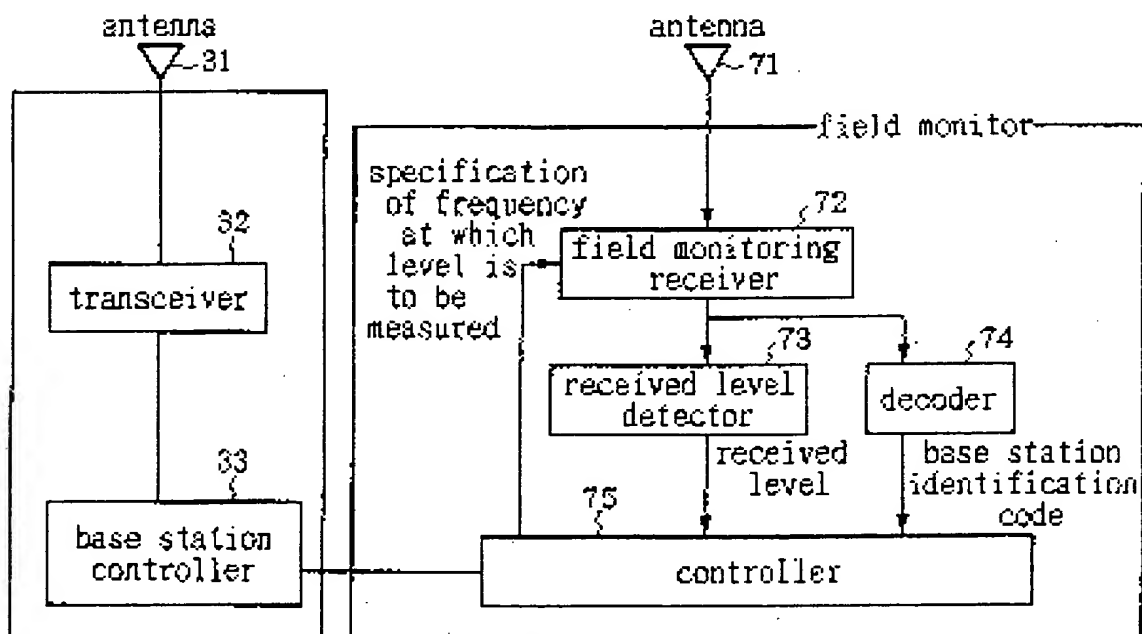 antenns
31
antenna
71
field monitor
specification
of frequency
at which
level is
to be
measured
72
field monitoring
receiver
32
transceiver
73
received level
detector
74
decoder
received
level
base station
identification
code
33
base station
controller
75
controller